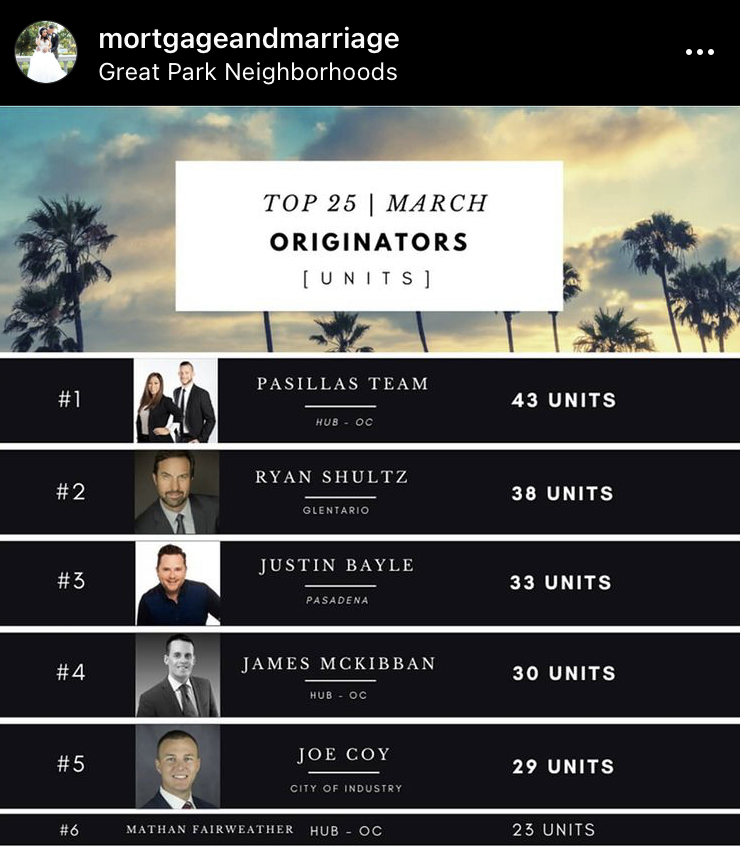 mortgageandmarriage
Great Park Neighborhoods
TOP 25 | MARCH
ORIGINATORS
[UNITS]
#1
PASILLAS TEAM
HUB - OC
43 UNITS
#2
RYAN SHULTZ
GLENTARIO
38 UNITS
#3
JUSTIN BAYLE
PASADENA
33 UNITS
#4
JAMES MCKIBBAN
HUB - OC
30 UNITS
#5
JOE COY
CITY OF INDUSTRY
29 UNITS
#6 MATHAN FAIRWEATHER HUB - OC 23 UNITS